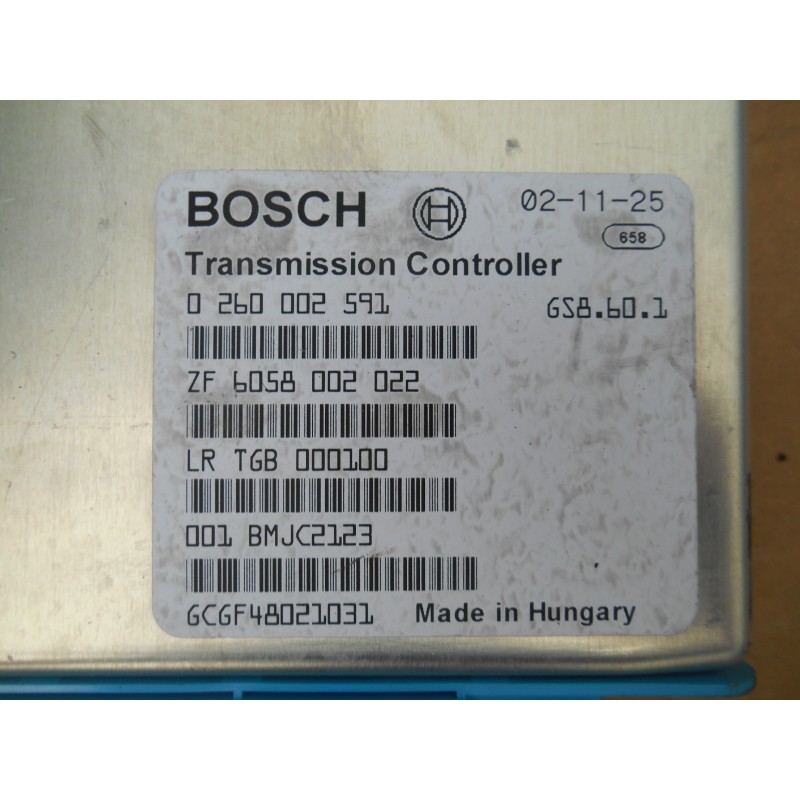 BOSCH 02-11-25
658
Transmission Controller
0 260 002 591 GS8.60.1
ZF 6058 002 022
LR TGB 000100
001 BMJC2123
GCGF48021031 Made in Hungary